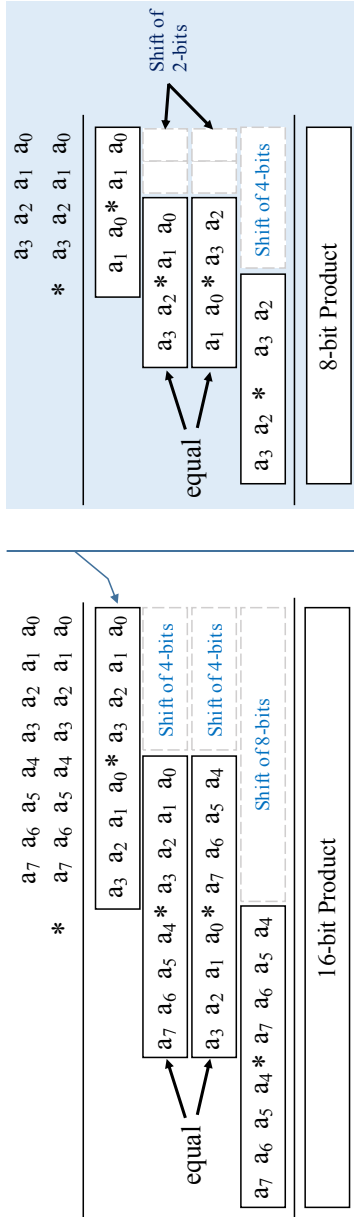 a₇ a₆ a₅ a₄ a₃ a₂ a₁ a₀
* a₇ a₆ a₅ a₄ a₃ a₂ a₁ a₀
a₃ a₂ a₁ a₀ * a₃ a₂ a₁ a₀
a₇ a₆ a₅ a₄ * a₃ a₂ a₁ a₀ Shift of 4-bits
equal
a₃ a₂ a₁ a₀ * a₇ a₆ a₅ a₄ Shift of 4-bits
a₇ a₆ a₅ a₄ * a₇ a₆ a₅ a₄ Shift of 8-bits
16-bit Product
a₃ a₂ a₁ a₀
* a₃ a₂ a₁ a₀
a₁ a₀ * a₁ a₀
a₃ a₂ * a₁ a₀
equal
a₁ a₀ * a₃ a₂
Shift of
2-bits
a₃ a₂ * a₃ a₂ Shift of 4-bits
8-bit Product